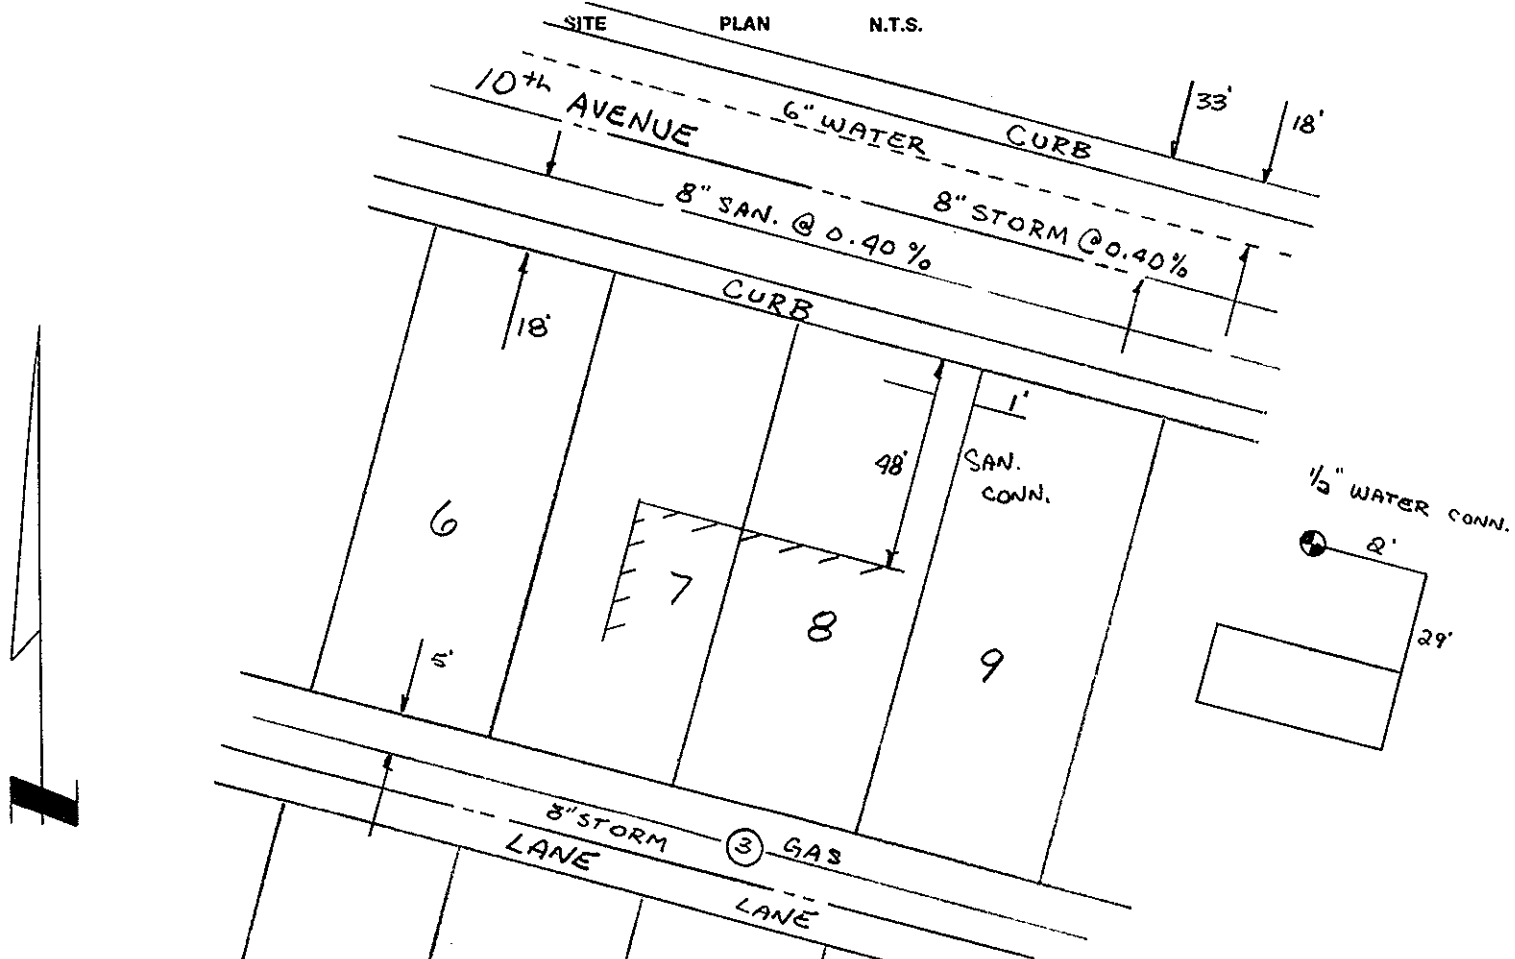 SITE PLAN N.T.S.
10th AVENUE
6" WATER
CURB
33'
18'
8" SAN. @ 0.40%
8" STORM @ 0.40%
CURB
18'
1'
48'
SAN.
CONN.
1/2" WATER CONN.
2'
29'
6
7
8
9
5'
8" STORM
3
GAS
LANE
LANE